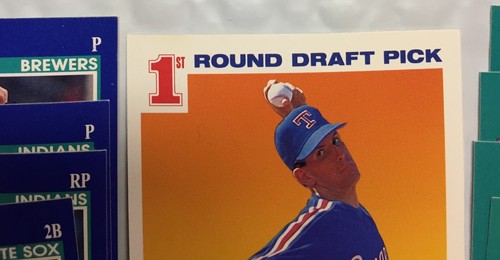 P
BREWERS
P
INDIANS
RP
INDIANS
2B
TE SOX
1ST ROUND DRAFT PICK
T